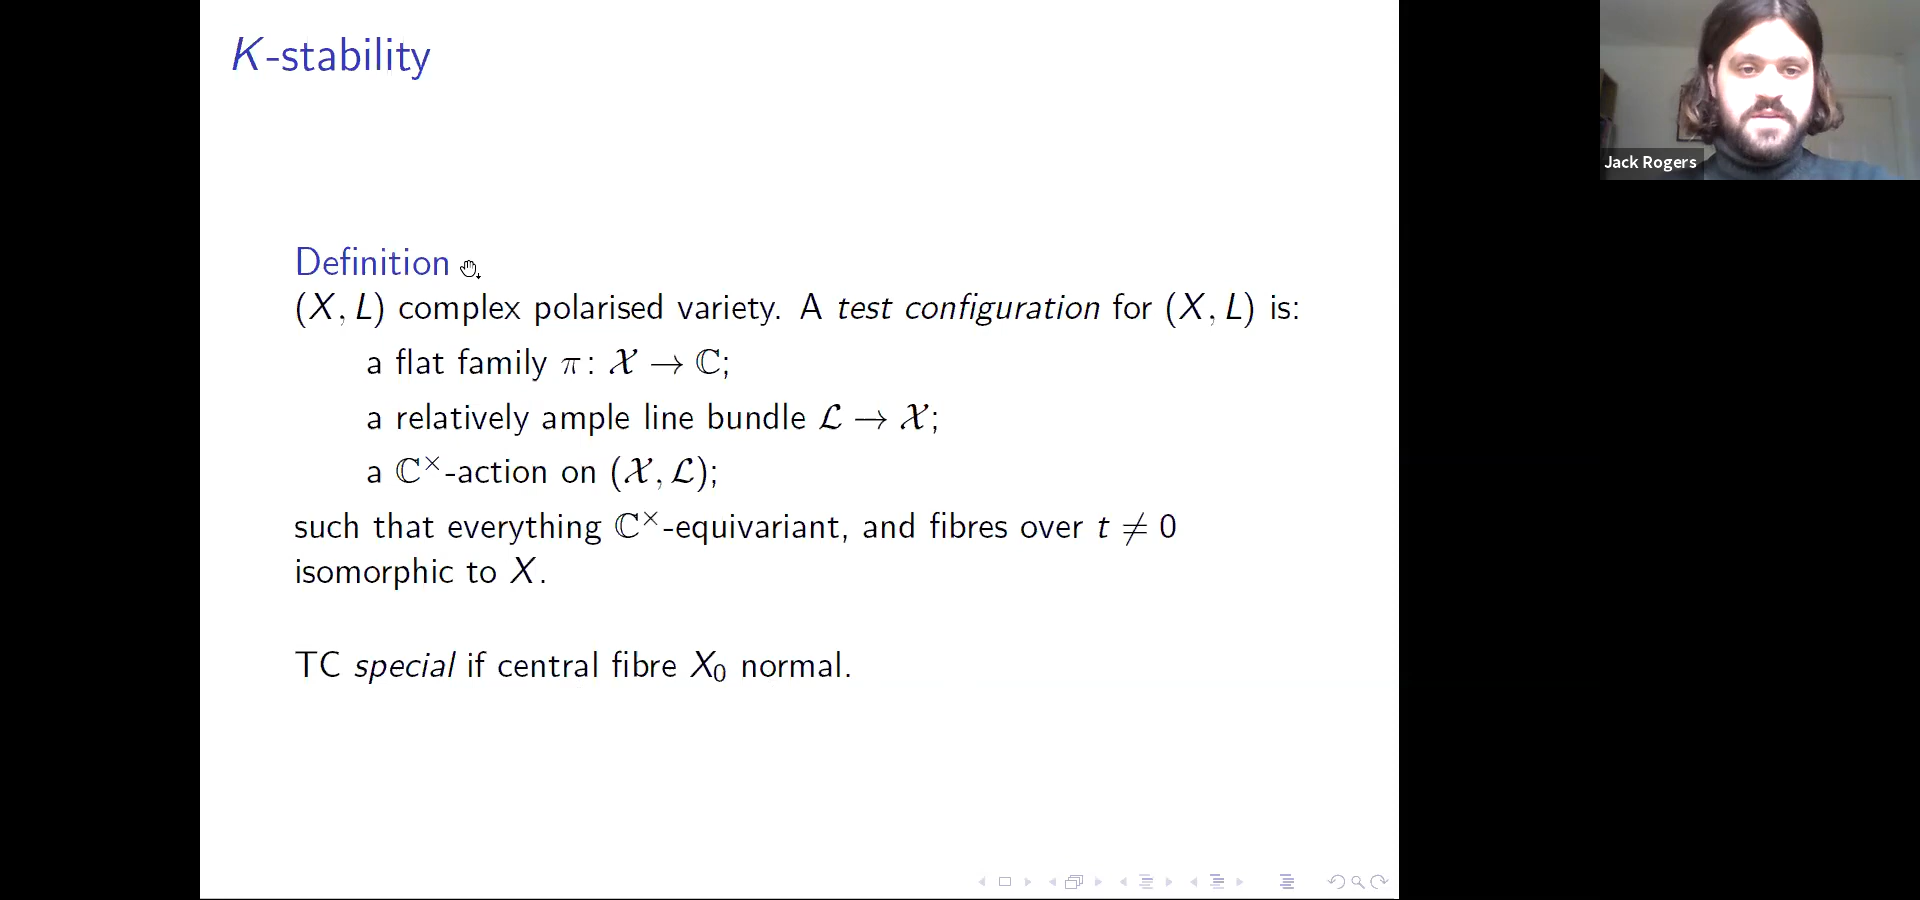 K-stability
Jack Rogers
Definition
(X, L) complex polarised variety. A test configuration for (X, L) is:
a flat family π: 𝒳 → ℂ;
a relatively ample line bundle ℒ → 𝒳;
a ℂ×-action on (𝒳, ℒ);
such that everything ℂ×-equivariant, and fibres over t ≠ 0
isomorphic to X.
TC special if central fibre X₀ normal.